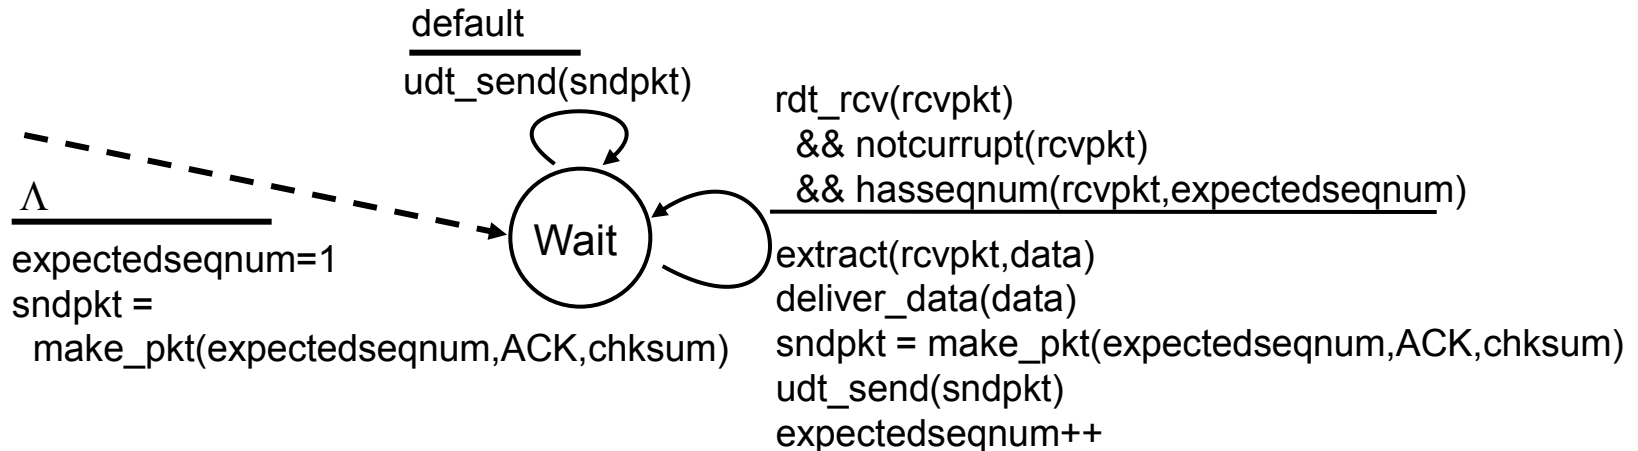 default
udt_send(sndpkt)
rdt_rcv(rcvpkt)
&& notcurrupt(rcvpkt)
&& hasseqnum(rcvpkt,expectedseqnum)
Λ
expectedseqnum=1
sndpkt =
make_pkt(expectedseqnum,ACK,chksum)
Wait
extract(rcvpkt,data)
deliver_data(data)
sndpkt = make_pkt(expectedseqnum,ACK,chksum)
udt_send(sndpkt)
expectedseqnum++